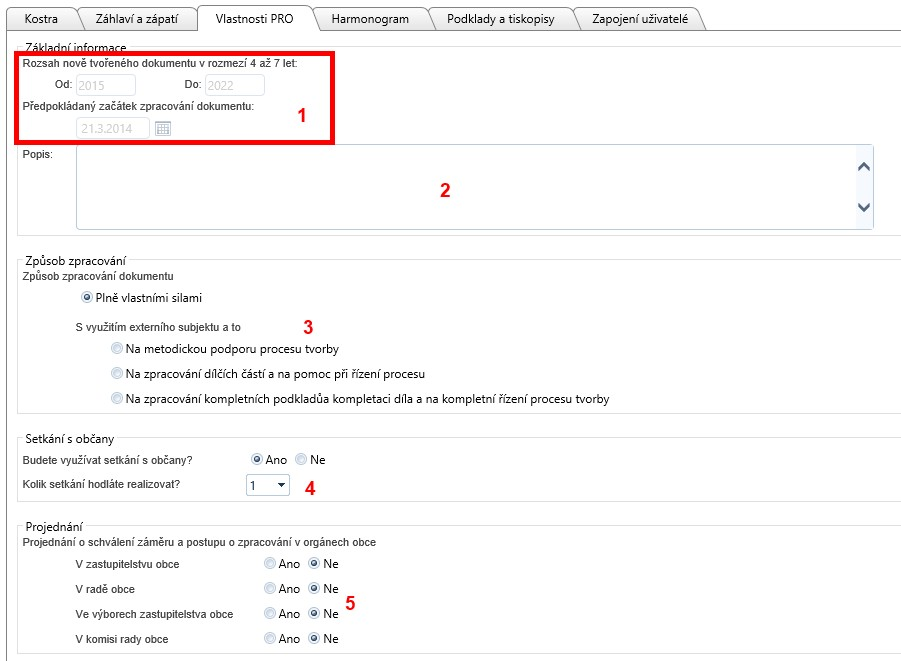 Kostra Záhlaví a zápatí Vlastnosti PRO Harmonogram Podklady a tiskopisy Zapojení uživatelé
Základní informace
Rozsah nově tvořeného dokumentu v rozmezí 4 až 7 let:
Od: 2015 Do: 2022
Předpokládaný začátek zpracování dokumentu:
1
21.3.2014
Popis:
2
Způsob zpracování
Způsob zpracování dokumentu
Plně vlastními silami
S využitím externího subjektu a to 3
Na metodickou podporu procesu tvorby
Na zpracování dílčích částí a na pomoc při řízení procesu
Na zpracování kompletních podkladůa kompletaci díla a na kompletní řízení procesu tvorby
Setkání s občany
Budete využívat setkání s občany? Ano Ne
Kolik setkání hodláte realizovat? 1 4
Projednání
Projednání o schválení záměru a postupu o zpracování v orgánech obce
V zastupitelstvu obce Ano Ne
V radě obce Ano Ne
5
Ve výborech zastupitelstva obce Ano Ne
V komisi rady obce Ano Ne